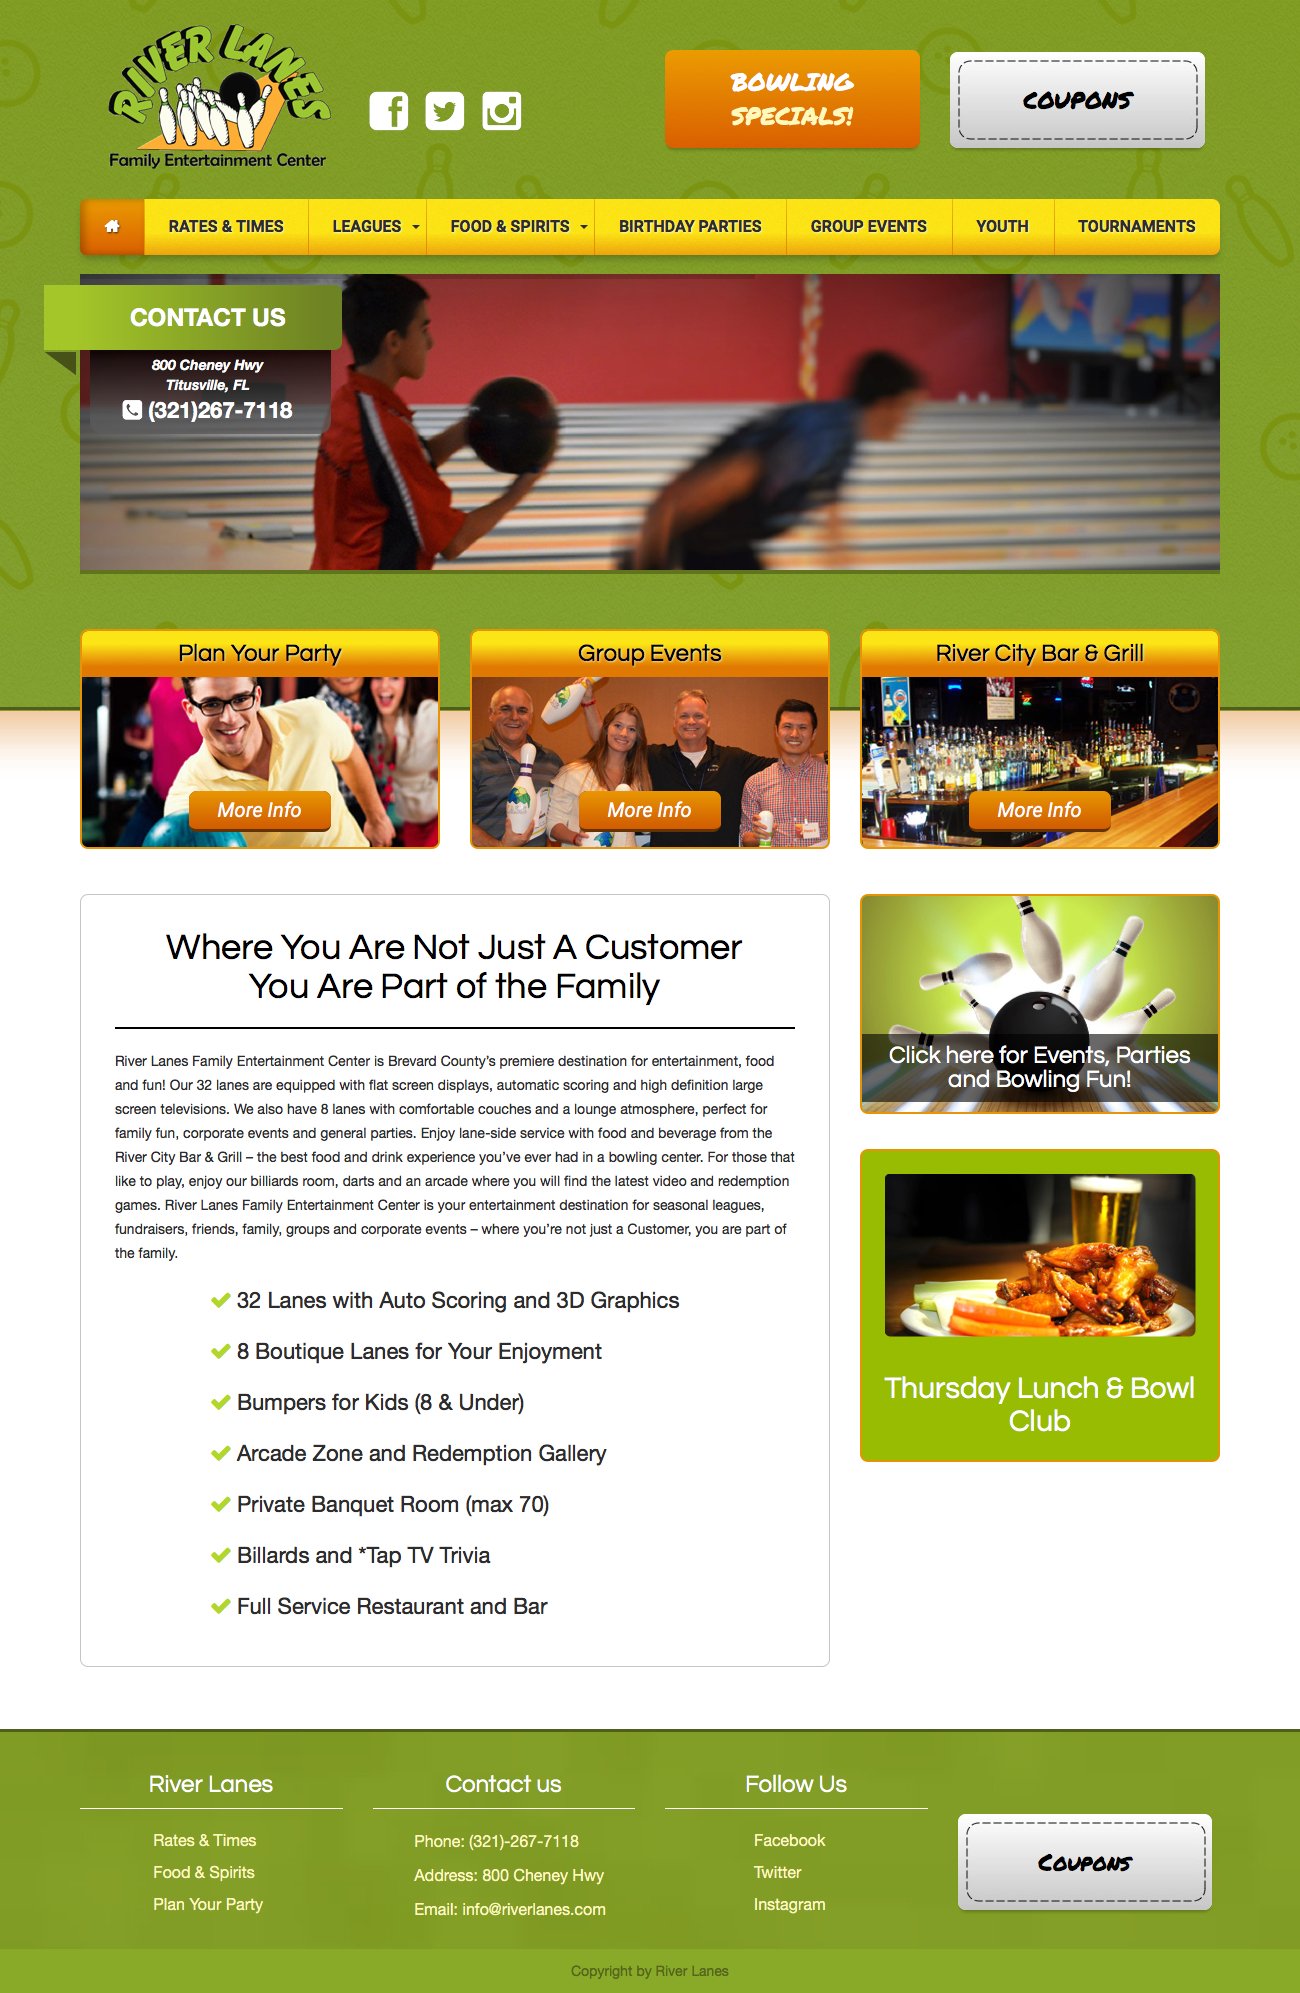 RIVER LANES
Family Entertainment Center
BOWLING
SPECIALS!
COUPONS
RATES & TIMES
LEAGUES
FOOD & SPIRITS
BIRTHDAY PARTIES
GROUP EVENTS
YOUTH
TOURNAMENTS
CONTACT US
800 Cheney Hwy
Titusville, FL
(321)267-7118
Plan Your Party
More Info
Group Events
More Info
River City Bar & Grill
More Info
Where You Are Not Just A Customer
You Are Part of the Family
River Lanes Family Entertainment Center is Brevard County’s premiere destination for entertainment, food
and fun! Our 32 lanes are equipped with flat screen displays, automatic scoring and high definition large
screen televisions. We also have 8 lanes with comfortable couches and a lounge atmosphere, perfect for
family fun, corporate events and general parties. Enjoy lane-side service with food and beverage from the
River City Bar & Grill – the best food and drink experience you’ve ever had in a bowling center. For those that
like to play, enjoy our billiards room, darts and an arcade where you will find the latest video and redemption
games. River Lanes Family Entertainment Center is your entertainment destination for seasonal leagues,
fundraisers, friends, family, groups and corporate events – where you’re not just a Customer, you are part of
the family.
32 Lanes with Auto Scoring and 3D Graphics
8 Boutique Lanes for Your Enjoyment
Bumpers for Kids (8 & Under)
Arcade Zone and Redemption Gallery
Private Banquet Room (max 70)
Billards and *Tap TV Trivia
Full Service Restaurant and Bar
Click here for Events, Parties
and Bowling Fun!
Thursday Lunch & Bowl
Club
River Lanes
Rates & Times
Food & Spirits
Plan Your Party
Contact us
Phone: (321)-267-7118
Address: 800 Cheney Hwy
Email: info@riverlanes.com
Follow Us
Facebook
Twitter
Instagram
COUPONS
Copyright by River Lanes